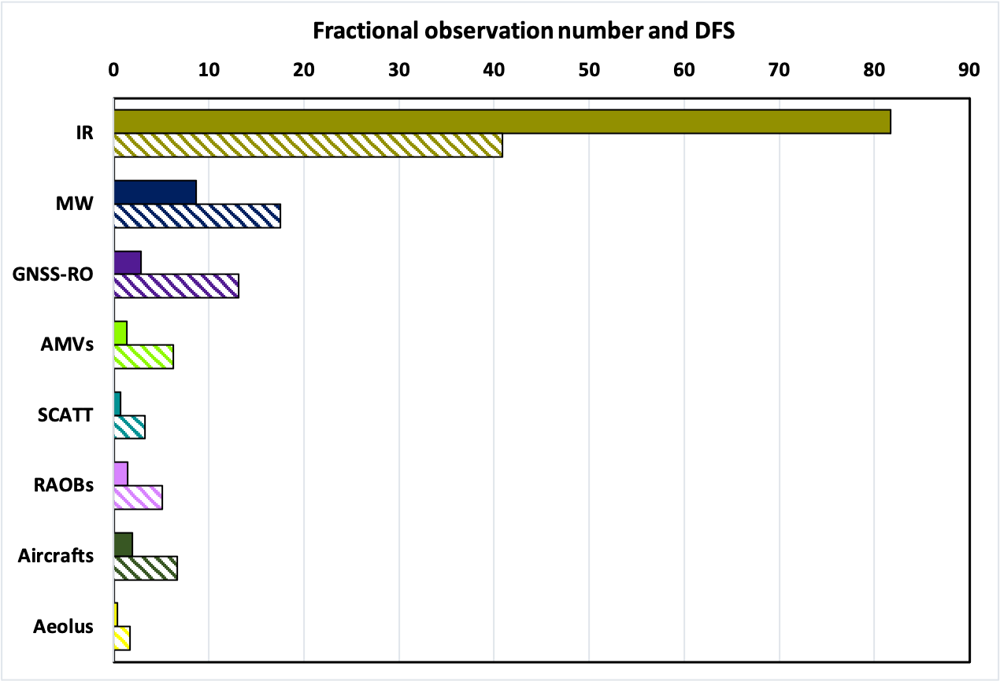 Fractional observation number and DFS
0 10 20 30 40 50 60 70 80 90
IR
MW
GNSS-RO
AMVs
SCATT
RAOBs
Aircrafts
Aeolus